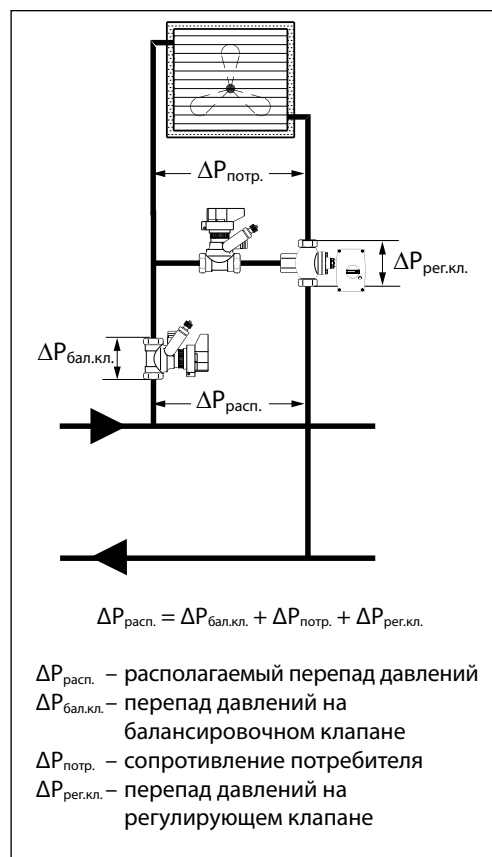 ΔPпотр.
ΔPрег.кл.
ΔPбал.кл.
ΔPрасп.
ΔPрасп. = ΔPбал.кл. + ΔPпотр. + ΔPрег.кл.
ΔPрасп. – располагаемый перепад давлений
ΔPбал.кл. – перепад давлений на
балансировочном клапане
ΔPпотр. – сопротивление потребителя
ΔPрег.кл. – перепад давлений на
регулирующем клапане